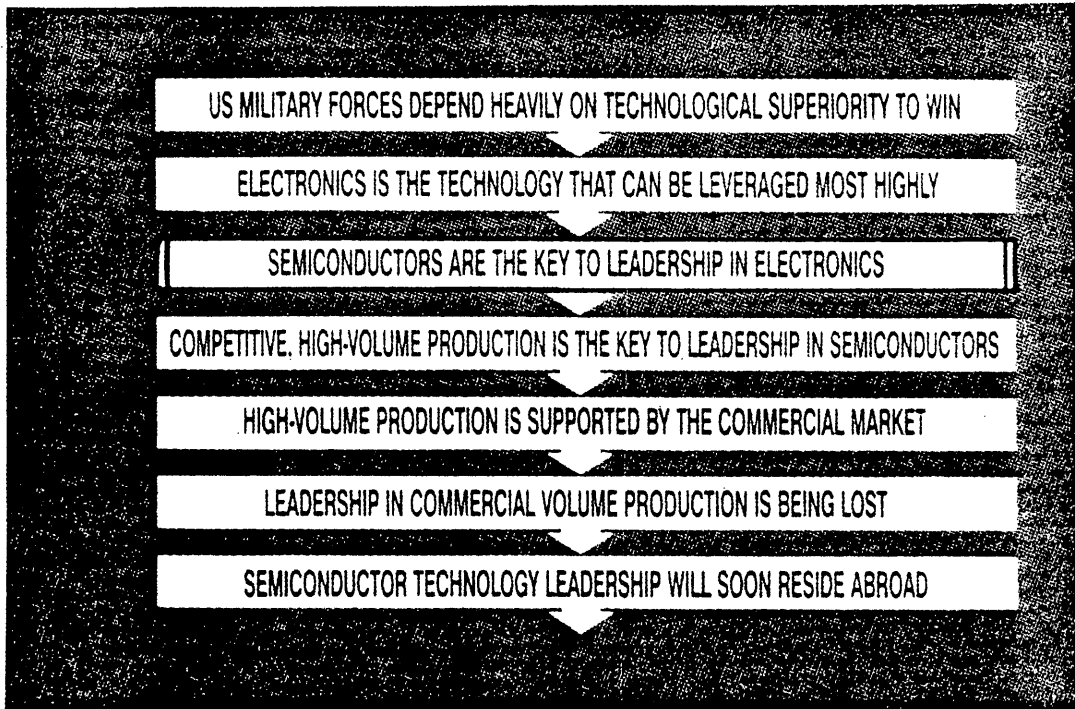 US MILITARY FORCES DEPEND HEAVILY ON TECHNOLOGICAL SUPERIORITY TO WIN
ELECTRONICS IS THE TECHNOLOGY THAT CAN BE LEVERAGED MOST HIGHLY
SEMICONDUCTORS ARE THE KEY TO LEADERSHIP IN ELECTRONICS
COMPETITIVE, HIGH-VOLUME PRODUCTION IS THE KEY TO LEADERSHIP IN SEMICONDUCTORS
HIGH-VOLUME PRODUCTION IS SUPPORTED BY THE COMMERCIAL MARKET
LEADERSHIP IN COMMERCIAL VOLUME PRODUCTION IS BEING LOST
SEMICONDUCTOR TECHNOLOGY LEADERSHIP WILL SOON RESIDE ABROAD